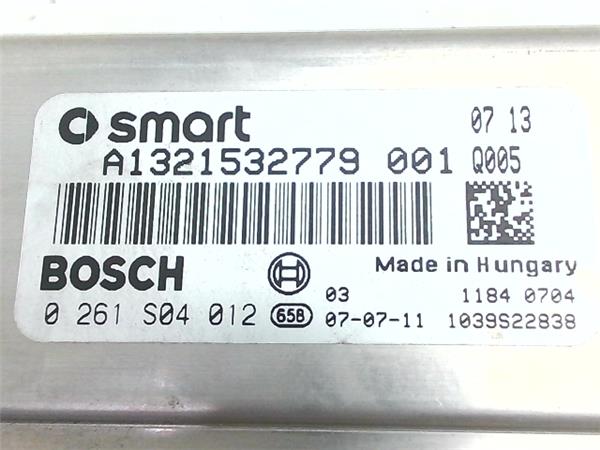 smart 07 13
A1321532779 001 Q005
BOSCH Made in Hungary
03 1184 0704
0 261 S04 012 658 07-07-11 1039S22838